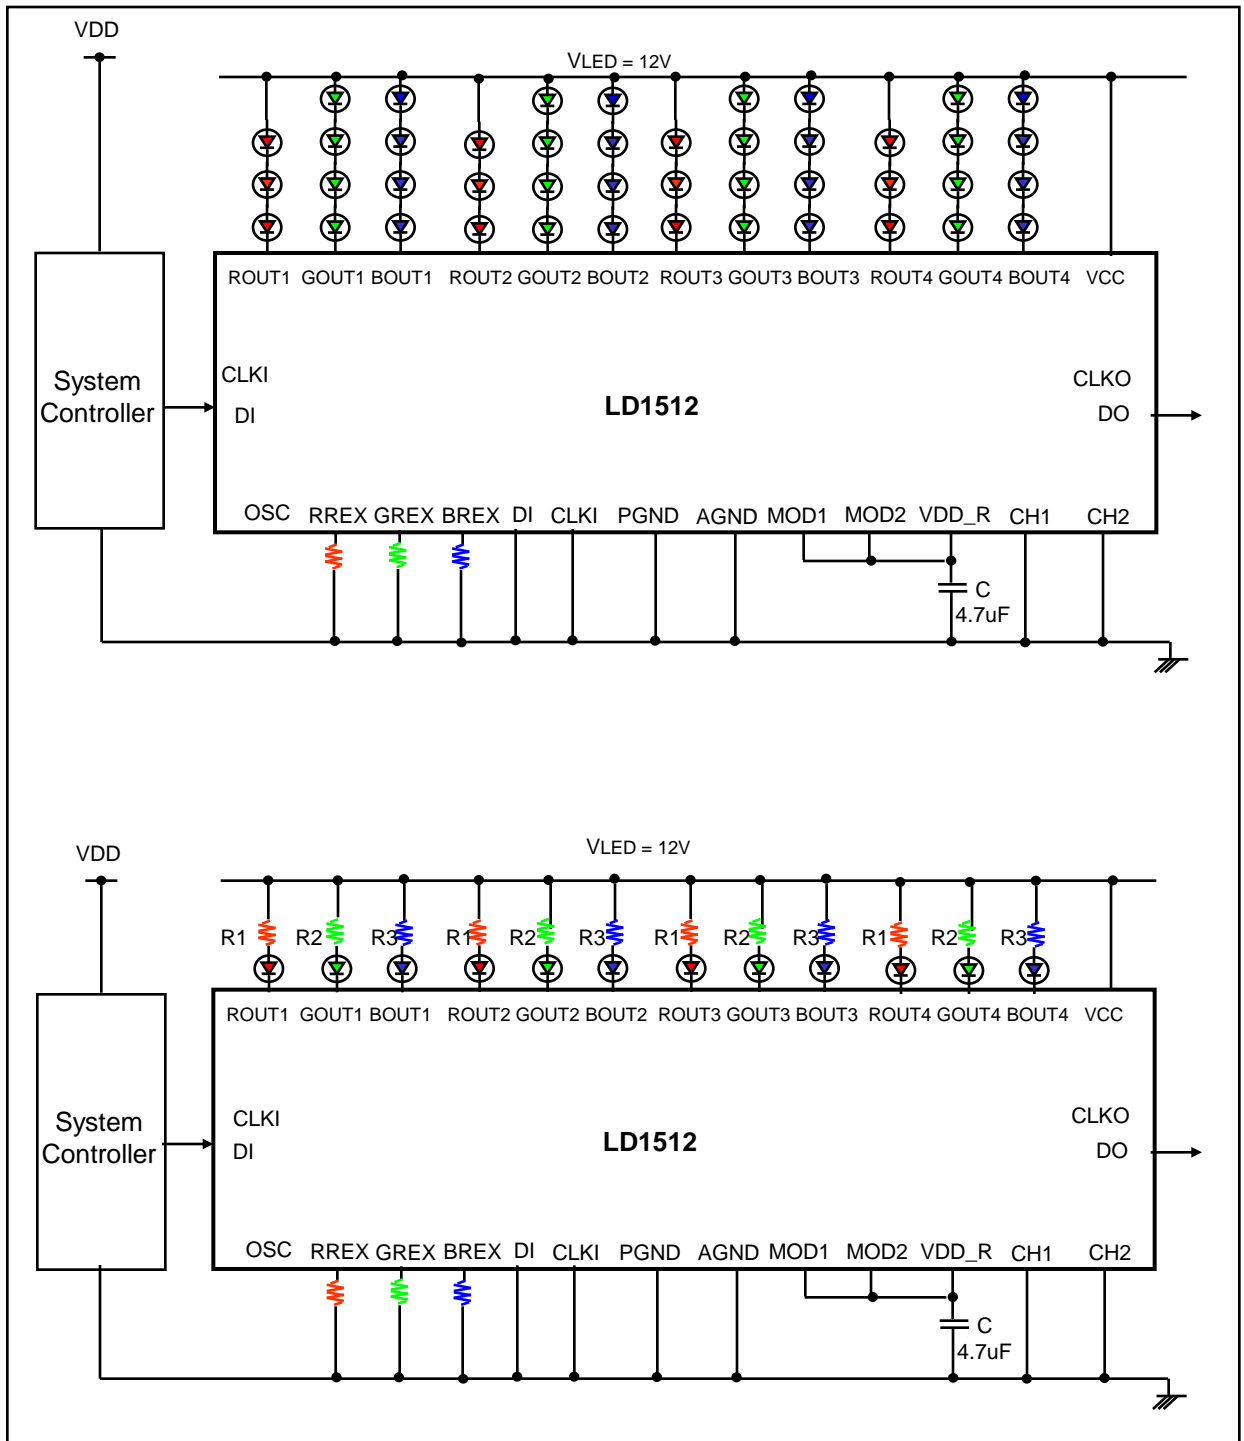 VDD
VLED = 12V
ROUT1 GOUT1 BOUT1 ROUT2 GOUT2 BOUT2 ROUT3 GOUT3 BOUT3 ROUT4 GOUT4 BOUT4 VCC
System
Controller
CLKI
DI
LD1512
CLKO
DO
OSC RREX GREX BREX DI CLKI PGND AGND MOD1 MOD2 VDD_R CH1 CH2
C
4.7uF
VDD
VLED = 12V
R1 R2 R3 R1 R2 R3 R1 R2 R3 R1 R2 R3
ROUT1 GOUT1 BOUT1 ROUT2 GOUT2 BOUT2 ROUT3 GOUT3 BOUT3 ROUT4 GOUT4 BOUT4 VCC
System
Controller
CLKI
DI
LD1512
CLKO
DO
OSC RREX GREX BREX DI CLKI PGND AGND MOD1 MOD2 VDD_R CH1 CH2
C
4.7uF